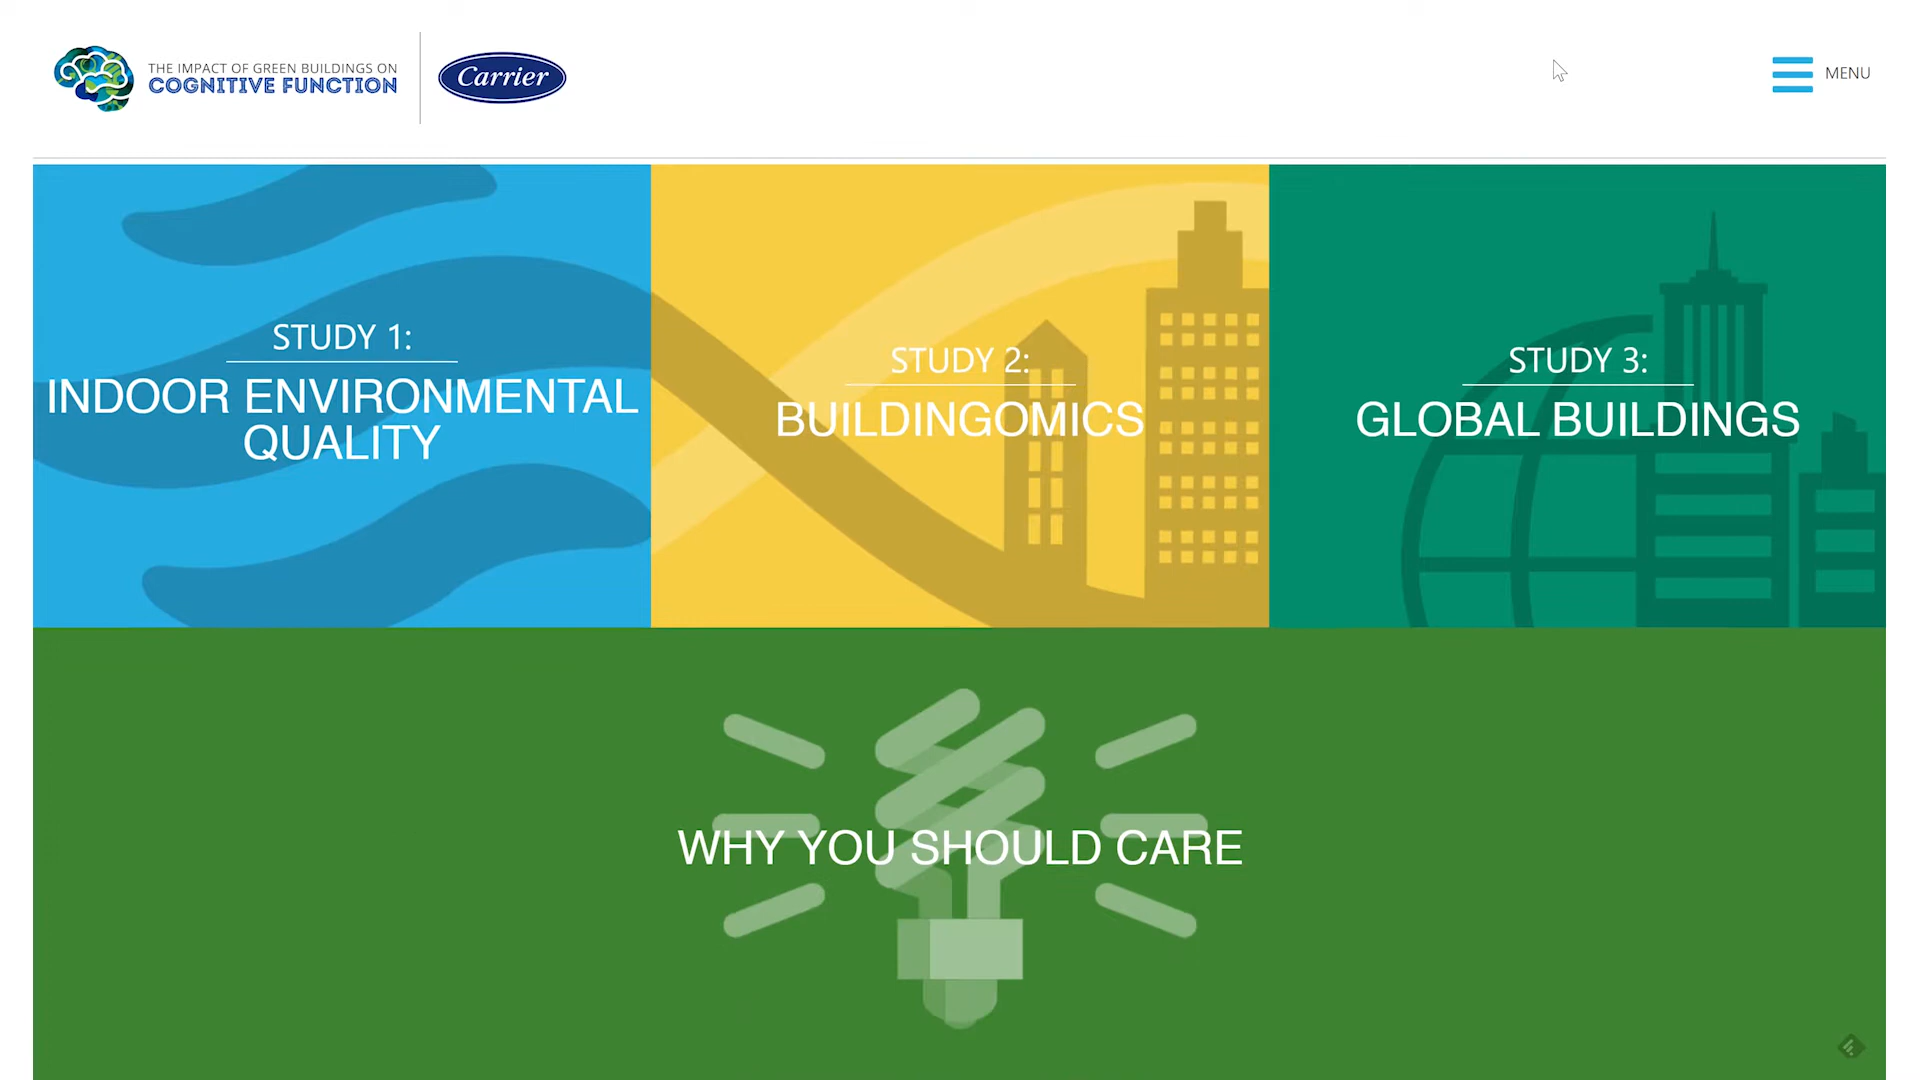 THE IMPACT OF GREEN BUILDINGS ON
COGNITIVE FUNCTION
Carrier
MENU
STUDY 1:
INDOOR ENVIRONMENTAL
QUALITY
STUDY 2:
BUILDINGOMICS
STUDY 3:
GLOBAL BUILDINGS
WHY YOU SHOULD CARE